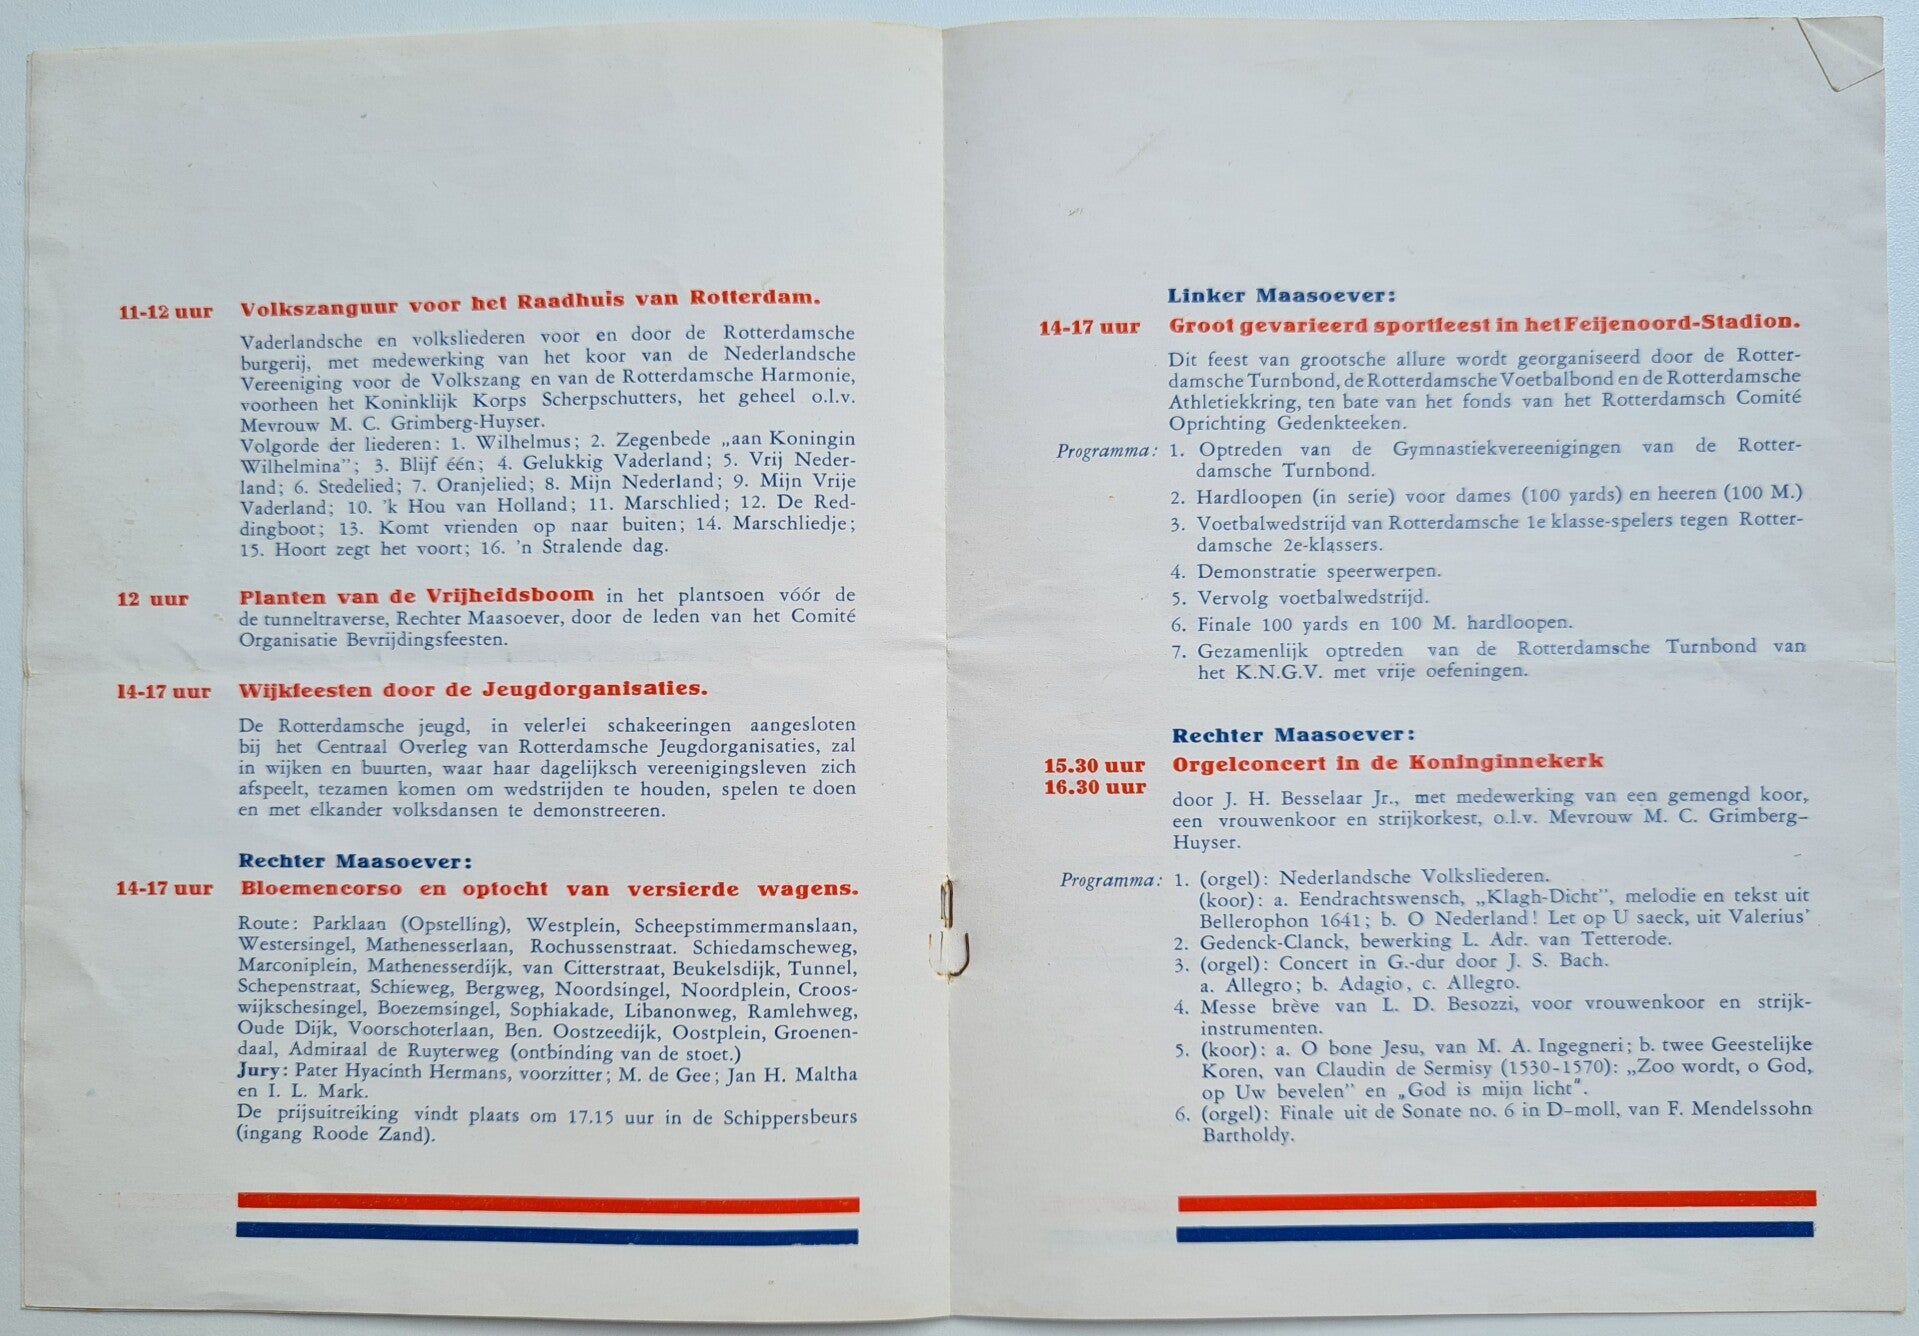 11-12 uur Volkszanguur voor het Raadhuis van Rotterdam.
Vaderlandsche en volksliederen voor en door de Rotterdamsche
burgerij, met medewerking van het koor van de Nederlandsche
Vereeniging voor de Volkszang en van de Rotterdamsche Harmonie,
voorheen het Koninklijk Korps Scherpschutters, het geheel o.l.v.
Mevrouw M. C. Grimberg-Huyser.
Volgorde der liederen: 1. Wilhelmus; 2. Zegenbede „aan Koningin
Wilhelmina”; 3. Blijf één; 4. Gelukkig Vaderland; 5. Vrij Neder-
land; 6. Stedelied; 7. Oranjelied; 8. Mijn Nederland; 9. Mijn Vrije
Vaderland; 10. 'k Hou van Holland; 11. Marschlied; 12. De Red-
dingboot; 13. Komt vrienden op naar buiten; 14. Marschliedje;
15. Hoort zegt het voort; 16. 'n Stralende dag.
12 uur Planten van de Vrijheidsboom in het plantsoen vóór de
de tunneltraverse, Rechter Maasoever, door de leden van het Comité
Organisatie Bevrijdingsfeesten.
14-17 uur Wijkfeesten door de Jeugdorganisaties.
De Rotterdamsche jeugd, in velerlei schakeeringen aangesloten
bij het Centraal Overleg van Rotterdamsche Jeugdorganisaties, zal
in wijken en buurten, waar haar dagelijksch vereenigingsleven zich
afspeelt, tezamen komen om wedstrijden te houden, spelen te doen
en met elkander volksdansen te demonstreeren.
Rechter Maasoever:
14-17 uur Bloemencorso en optocht van versierde wagens.
Route: Parklaan (Opstelling), Westplein, Scheepstimmermanslaan,
Westersingel, Mathenesserlaan, Rochussenstraat. Schiedamscheweg,
Marconiplein, Mathenesserdijk, van Citterstraat, Beukelsdijk, Tunnel,
Schepenstraat, Schieweg, Bergweg, Noordsingel, Noordplein, Croos-
wijkschesingel, Boezemsingel, Sophiakade, Libanonweg, Ramlehweg,
Oude Dijk, Voorschoterlaan, Ben. Oostzeedijk, Oostplein, Groenen-
daal, Admiraal de Ruyterweg (ontbinding van de stoet.)
Jury: Pater Hyacinth Hermans, voorzitter; M. de Gee; Jan H. Maltha
en I. L. Mark.
De prijsuitreiking vindt plaats om 17.15 uur in de Schippersbeurs
(ingang Roode Zand).
Linker Maasoever:
14-17 uur Groot gevarieerd sportfeest in het Feijenoord-Stadion.
Dit feest van grootsche allure wordt georganiseerd door de Rotter-
damsche Turnbond, de Rotterdamsche Voetbalbond en de Rotterdamsche
Athletiekkring, ten bate van het fonds van het Rotterdamsch Comité
Oprichting Gedenkteeken.
Programma: 1. Optreden van de Gymnastiekvereenigingen van de Rotter-
damsche Turnbond.
2. Hardloopen (in serie) voor dames (100 yards) en heeren (100 M.)
3. Voetbalwedstrijd van Rotterdamsche 1e klasse-spelers tegen Rotter-
damsche 2e-klassers.
4. Demonstratie speerwerpen.
5. Vervolg voetbalwedstrijd.
6. Finale 100 yards en 100 M. hardloopen.
7. Gezamenlijk optreden van de Rotterdamsche Turnbond van
het K.N.G.V. met vrije oefeningen.
Rechter Maasoever:
15.30 uur Orgelconcert in de Koninginnekerk
16.30 uur
door J. H. Besselaar Jr., met medewerking van een gemengd koor,
een vrouwenkoor en strijkorkest, o.l.v. Mevrouw M. C. Grimberg-
Huyser.
Programma: 1. (orgel): Nederlandsche Volksliederen.
(koor): a. Eendrachtswensch, „Klagh-Dicht”, melodie en tekst uit
Bellerophon 1641; b. O Nederland! Let op U saeck, uit Valerius'
2. Gedenck-Clanck, bewerking L. Adr. van Tetterode.
3. (orgel): Concert in G.-dur door J. S. Bach.
a. Allegro; b. Adagio, c. Allegro.
4. Messe brève van L. D. Besozzi, voor vrouwenkoor en strijk-
instrumenten.
5. (koor): a. O bone Jesu, van M. A. Ingegneri; b. twee Geestelijke
Koren, van Claudin de Sermisy (1530-1570): „Zoo wordt, o God,
op Uw bevelen” en „God is mijn licht”.
6. (orgel): Finale uit de Sonate no. 6 in D-moll, van F. Mendelssohn
Bartholdy.